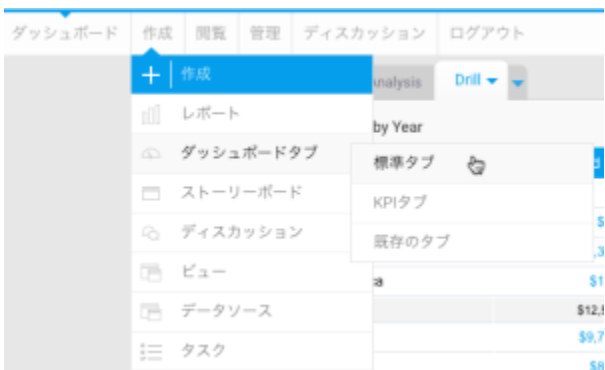 ダッシュボード 作成 閲覧 管理 ディスカッション ログアウト
作成
Analysis Drill
レポート
by Year
ダッシュボードタブ
標準タブ
ストーリーボード
KPIタブ
ディスカッション
既存のタブ
ビュー
$1
データソース
$12,
タスク
$9,7
$8